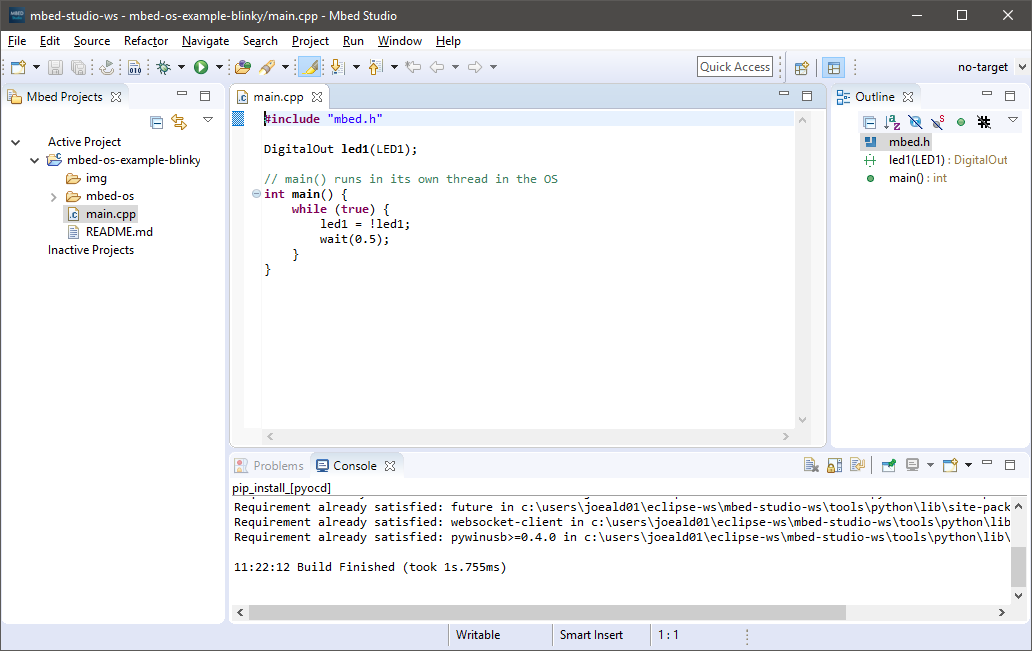 mbed-studio-ws - mbed-os-example-blinky/main.cpp - Mbed Studio
File Edit Source Refactor Navigate Search Project Run Window Help
Quick Access
no-target
Mbed Projects
Active Project
mbed-os-example-blinky
img
mbed-os
main.cpp
README.md
Inactive Projects
main.cpp
#include "mbed.h"
DigitalOut led1(LED1);
// main() runs in its own thread in the OS
int main() {
while (true) {
led1 = !led1;
wait(0.5);
}
}
Outline
mbed.h
led1(LED1) : DigitalOut
main() : int
Problems
Console
pip_install_[pyocd]
Requirement already satisfied: future in c:\users\joeald01\eclipse-ws\mbed-studio-ws\tools\python\lib\site-pack
Requirement already satisfied: websocket-client in c:\users\joeald01\eclipse-ws\mbed-studio-ws\tools\python\lib
Requirement already satisfied: pywinusb>=0.4.0 in c:\users\joeald01\eclipse-ws\mbed-studio-ws\tools\python\lib\
11:22:12 Build Finished (took 1s.755ms)
Writable
Smart Insert
1 : 1